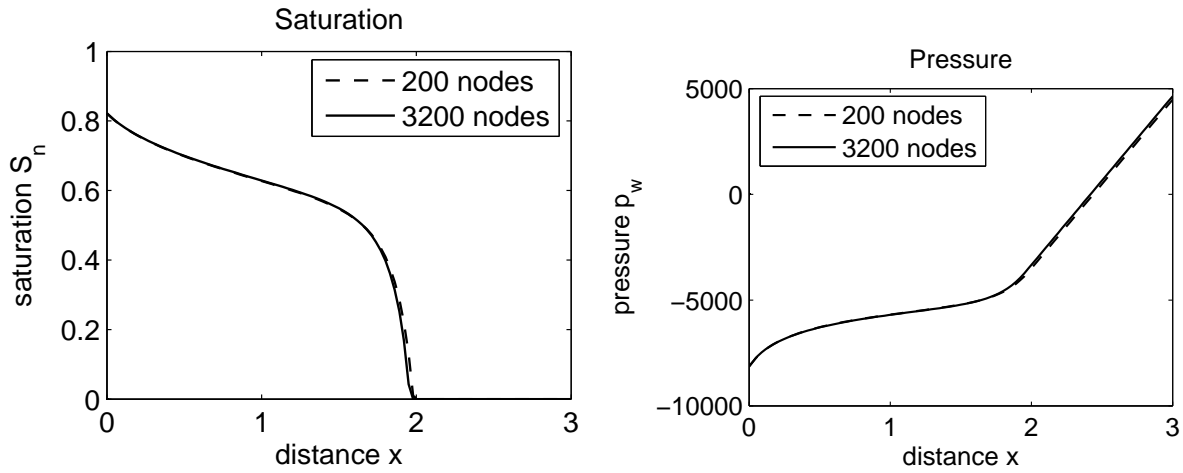 Saturation
1
0.8
0.6
0.4
0.2
0
saturation S_n
200 nodes
3200 nodes
0 1 2 3
distance x
Pressure
5000
0
−5000
−10000
pressure p_w
200 nodes
3200 nodes
0 1 2 3
distance x